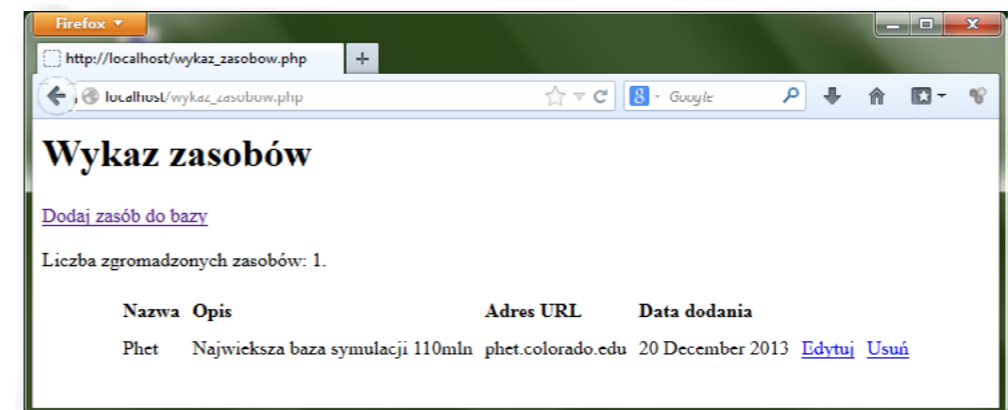 Firefox
http://localhost/wykaz_zasobow.php
localhost/wykaz_zasobow.php
Google
Wykaz zasobów
Dodaj zasób do bazy
Liczba zgromadzonych zasobów: 1.
Nazwa Opis Adres URL Data dodania
Phet Najwieksza baza symulacji 110mln phet.colorado.edu 20 December 2013 Edytuj Usuń